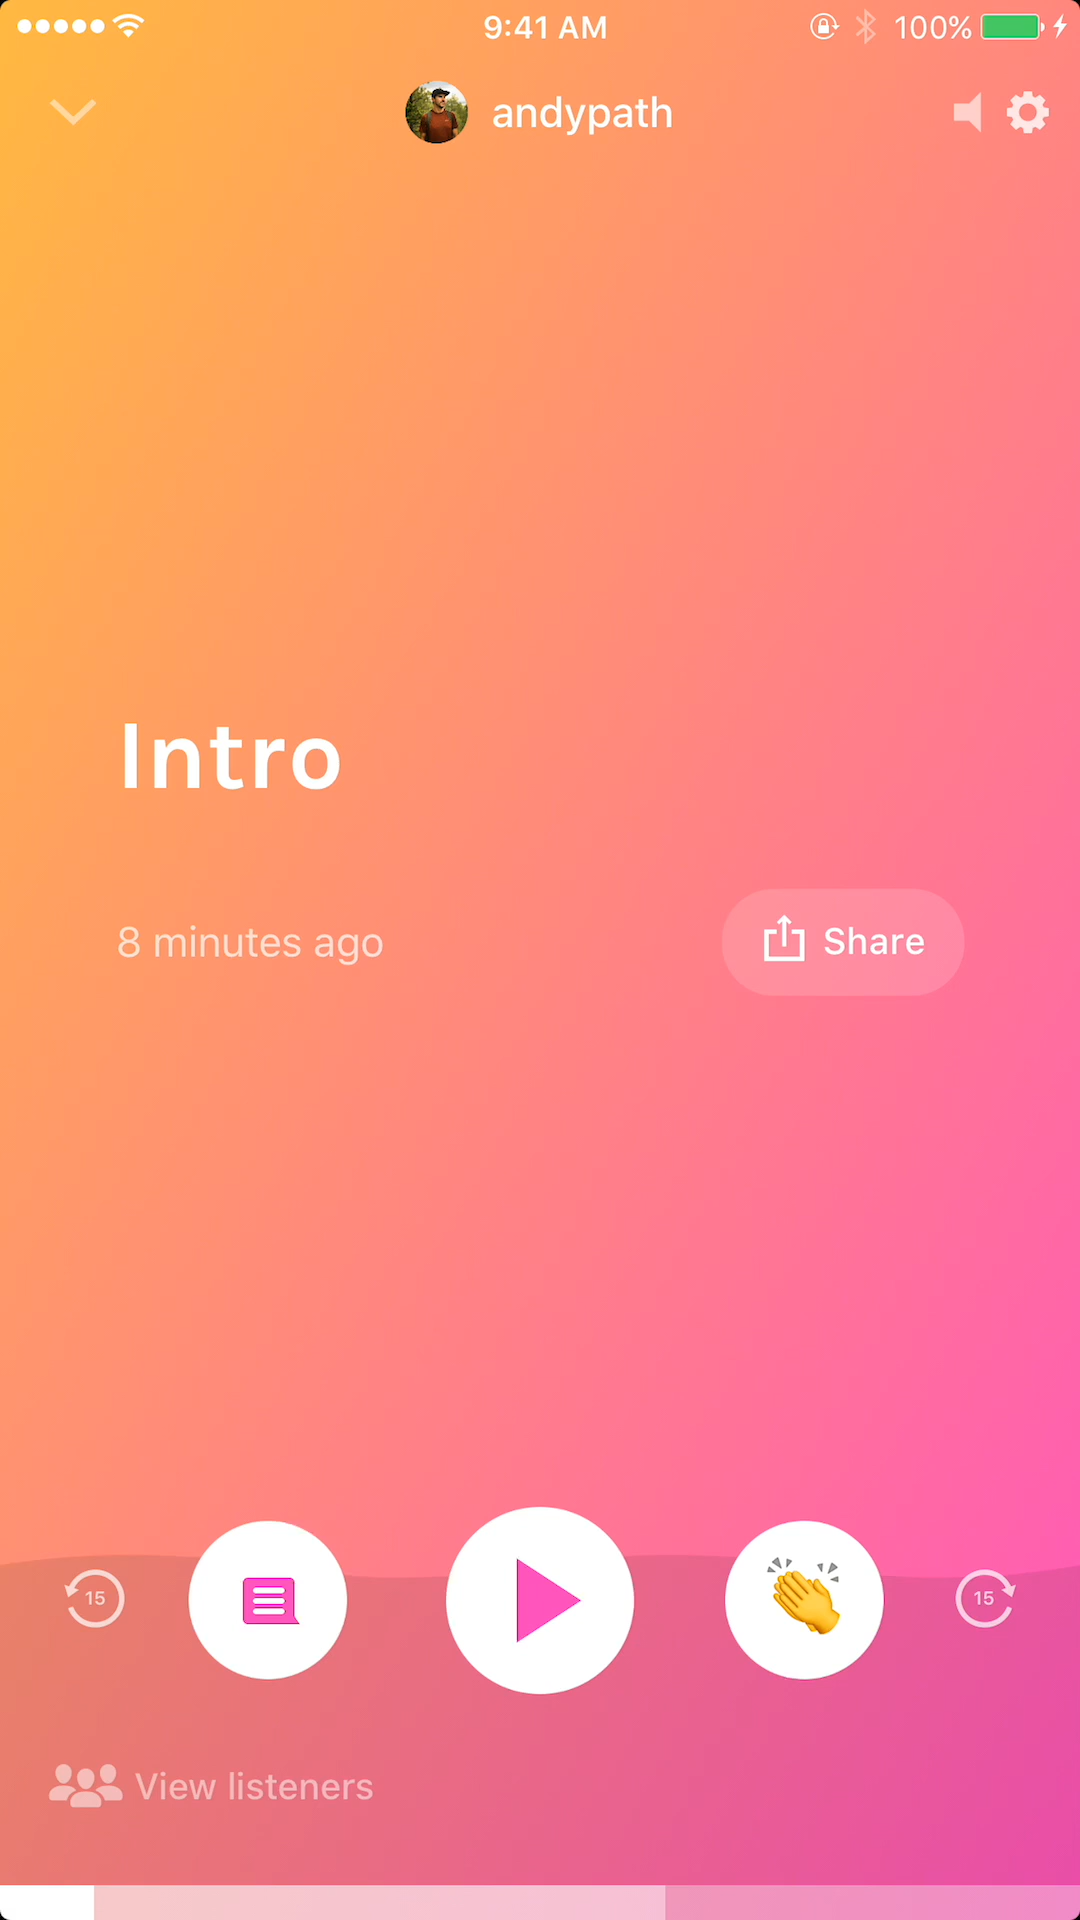 9:41 AM
100%
andypath
Intro
8 minutes ago
Share
15
15
View listeners